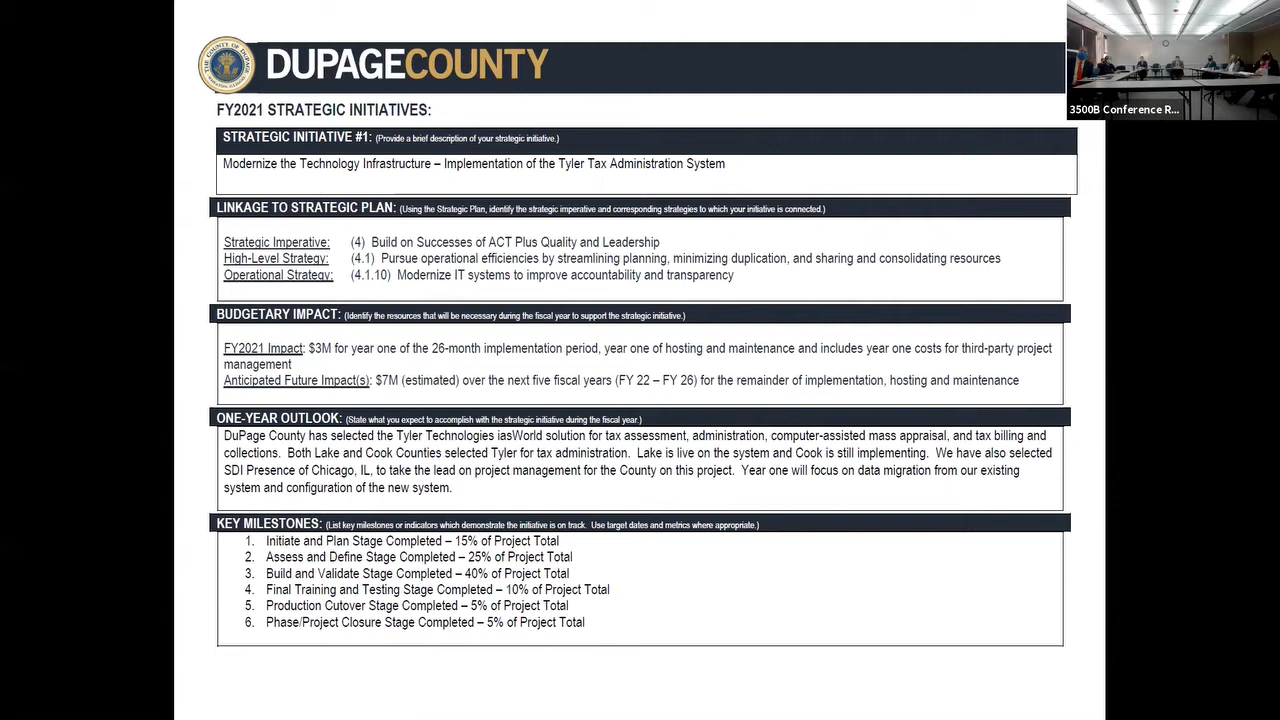 DUPAGECOUNTY
3500B Conference R...
FY2021 STRATEGIC INITIATIVES:
STRATEGIC INITIATIVE #1: (Provide a brief description of your strategic initiative.)
Modernize the Technology Infrastructure – Implementation of the Tyler Tax Administration System
LINKAGE TO STRATEGIC PLAN: (Using the Strategic Plan, identify the strategic imperative and corresponding strategies to which your initiative is connected.)
Strategic Imperative: (4) Build on Successes of ACT Plus Quality and Leadership
High-Level Strategy: (4.1) Pursue operational efficiencies by streamlining planning, minimizing duplication, and sharing and consolidating resources
Operational Strategy: (4.1.10) Modernize IT systems to improve accountability and transparency
BUDGETARY IMPACT: (Identify the resources that will be necessary during the fiscal year to support the strategic initiative.)
FY2021 Impact: $3M for year one of the 26-month implementation period, year one of hosting and maintenance and includes year one costs for third-party project
management
Anticipated Future Impact(s): $7M (estimated) over the next five fiscal years (FY 22 – FY 26) for the remainder of implementation, hosting and maintenance
ONE-YEAR OUTLOOK: (State what you expect to accomplish with the strategic initiative during the fiscal year.)
DuPage County has selected the Tyler Technologies iasWorld solution for tax assessment, administration, computer-assisted mass appraisal, and tax billing and
collections. Both Lake and Cook Counties selected Tyler for tax administration. Lake is live on the system and Cook is still implementing. We have also selected
SDI Presence of Chicago, IL, to take the lead on project management for the County on this project. Year one will focus on data migration from our existing
system and configuration of the new system.
KEY MILESTONES: (List key milestones or indicators which demonstrate the initiative is on track. Use target dates and metrics where appropriate.)
1. Initiate and Plan Stage Completed – 15% of Project Total
2. Assess and Define Stage Completed – 25% of Project Total
3. Build and Validate Stage Completed – 40% of Project Total
4. Final Training and Testing Stage Completed – 10% of Project Total
5. Production Cutover Stage Completed – 5% of Project Total
6. Phase/Project Closure Stage Completed – 5% of Project Total